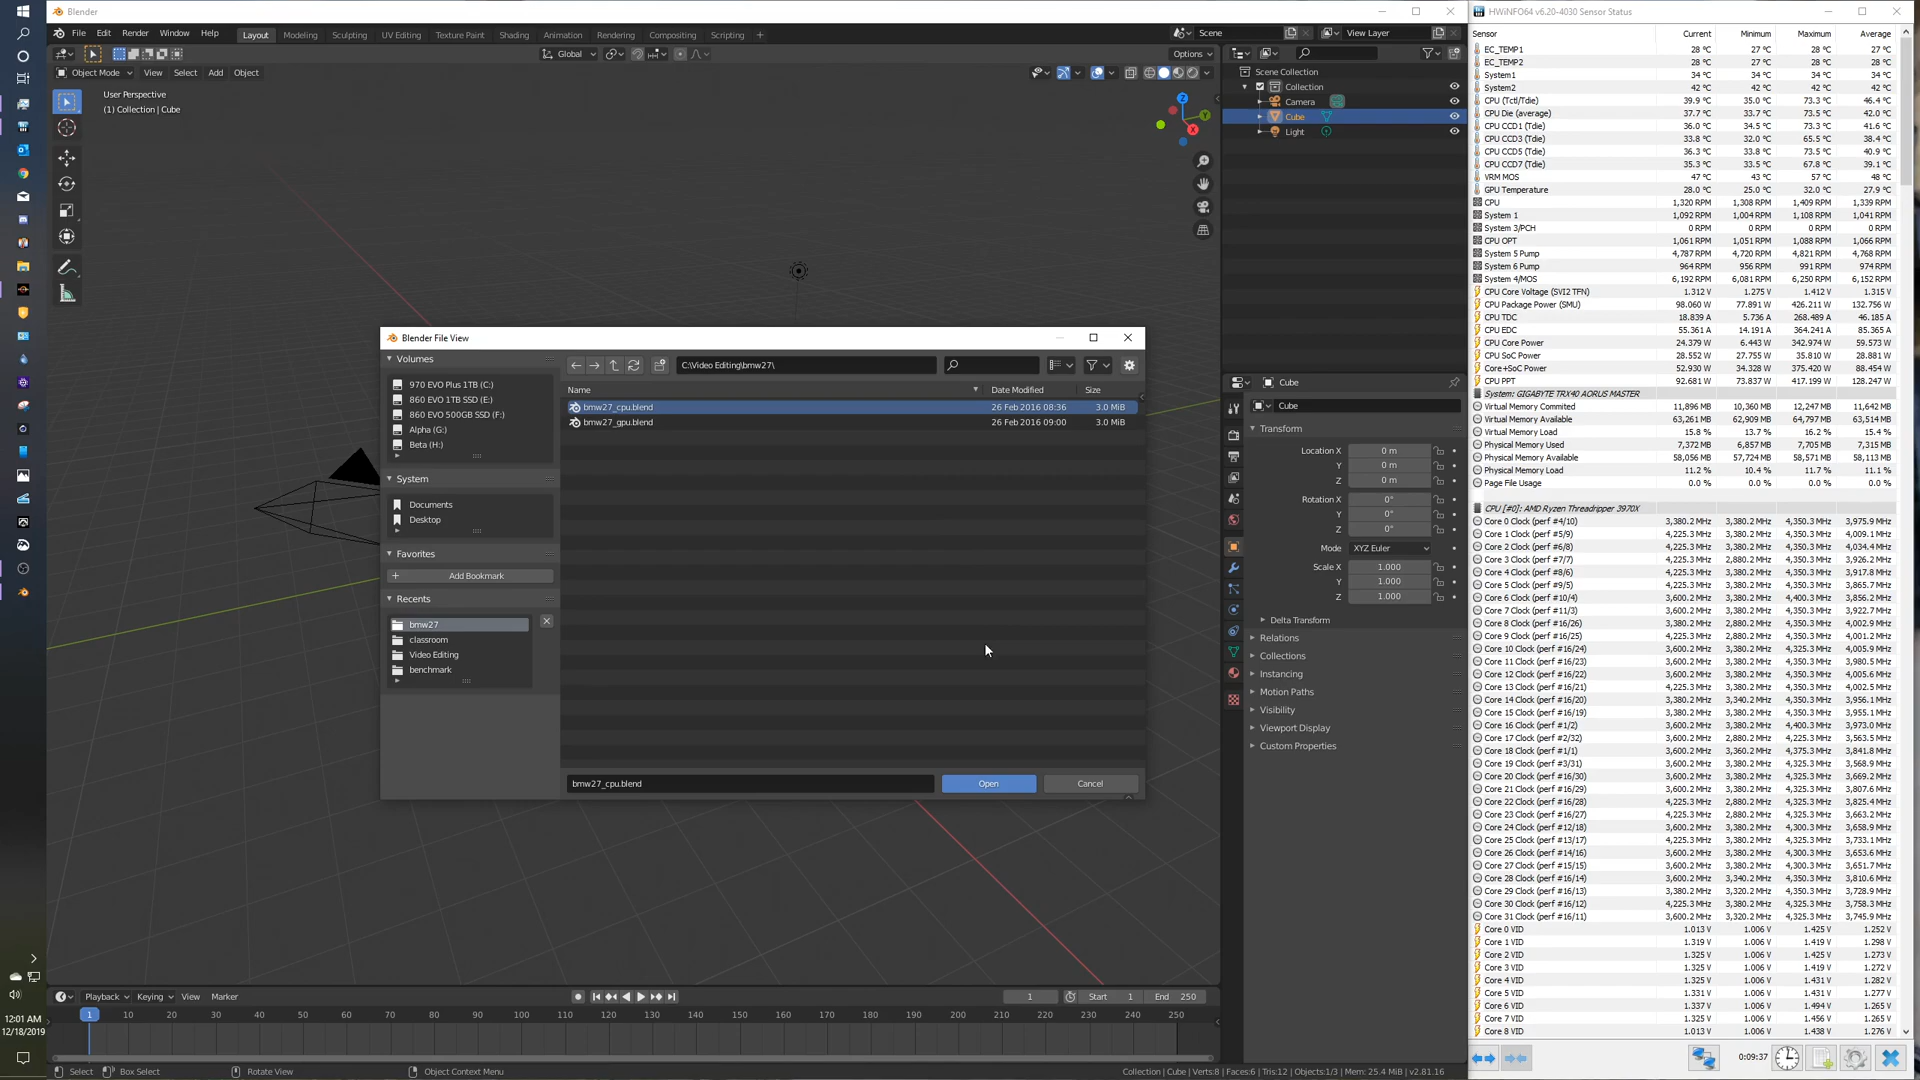 Blender
File Edit Render Window Help Layout Modeling Sculpting UV Editing Texture Paint Shading Animation Rendering Compositing Scripting + Scene View Layer
Global Options
Object Mode View Select Add Object
User Perspective
(1) Collection | Cube
Z
Y
X
Scene Collection
Collection
Camera
Cube
Light
Blender File View
Volumes
970 EVO Plus 1TB (C:)
860 EVO 1TB SSD (E:)
860 EVO 500GB SSD (F:)
Alpha (G:)
Beta (H:)
System
Documents
Desktop
Favorites
+ Add Bookmark
Recents
bmw27
classroom
Video Editing
benchmark
C:\Video Editing\bmw27\
Name Date Modified Size
bmw27_cpu.blend 26 Feb 2016 08:36 3.0 MiB
bmw27_gpu.blend 26 Feb 2016 09:00 3.0 MiB
bmw27_cpu.blend Open Cancel
Cube
Cube
Transform
Location X 0 m
Y 0 m
Z 0 m
Rotation X 0°
Y 0°
Z 0°
Mode XYZ Euler
Scale X 1.000
Y 1.000
Z 1.000
Delta Transform
Relations
Collections
Instancing
Motion Paths
Visibility
Viewport Display
Custom Properties
Playback Keying View Marker 1 Start 1 End 250
1 10 20 30 40 50 60 70 80 90 100 110 120 130 140 150 160 170 180 190 200 210 220 230 240 250
Select Box Select Rotate View Object Context Menu Collection | Cube | Verts:8 | Faces:6 | Tris:12 | Objects:1/3 | Mem: 25.4 MiB | v2.81.16
12:01 AM
12/18/2019
HWiNFO64 v6.20-4030 Sensor Status
Sensor Current Minimum Maximum Average
EC_TEMP1 28 °C 27 °C 28 °C 27 °C
EC_TEMP2 28 °C 27 °C 28 °C 28 °C
System1 34 °C 34 °C 34 °C 34 °C
System2 42 °C 42 °C 42 °C 42 °C
CPU (Tctl/Tdie) 39.9 °C 35.0 °C 73.3 °C 46.4 °C
CPU Die (average) 37.7 °C 33.7 °C 73.5 °C 42.0 °C
CPU CCD1 (Tdie) 36.0 °C 34.5 °C 73.3 °C 41.6 °C
CPU CCD3 (Tdie) 33.8 °C 32.0 °C 65.5 °C 38.4 °C
CPU CCD5 (Tdie) 36.3 °C 33.8 °C 73.5 °C 40.9 °C
CPU CCD7 (Tdie) 35.3 °C 33.5 °C 67.8 °C 39.1 °C
VRM MOS 47 °C 43 °C 57 °C 48 °C
GPU Temperature 28.0 °C 25.0 °C 32.0 °C 27.9 °C
CPU 1,320 RPM 1,308 RPM 1,409 RPM 1,339 RPM
System 1 1,092 RPM 1,004 RPM 1,108 RPM 1,041 RPM
System 3/PCH 0 RPM 0 RPM 0 RPM 0 RPM
CPU OPT 1,061 RPM 1,051 RPM 1,088 RPM 1,066 RPM
System 5 Pump 4,787 RPM 4,720 RPM 4,821 RPM 4,768 RPM
System 6 Pump 964 RPM 956 RPM 991 RPM 974 RPM
System 4/MOS 6,192 RPM 6,081 RPM 6,250 RPM 6,152 RPM
CPU Core Voltage (SVI2 TFN) 1.312 V 1.275 V 1.412 V 1.315 V
CPU Package Power (SMU) 98.060 W 77.891 W 426.211 W 132.756 W
CPU TDC 18.839 A 5.736 A 268.489 A 46.185 A
CPU EDC 55.361 A 14.191 A 364.241 A 85.365 A
CPU Core Power 24.379 W 6.442 W 342.974 W 59.573 W
CPU SoC Power 28.552 W 27.755 W 35.810 W 28.881 W
Core+SoC Power 52.930 W 34.328 W 375.420 W 88.454 W
CPU PPT 92.681 W 73.837 W 417.199 W 128.247 W
System: GIGABYTE TRX40 AORUS MASTER
Virtual Memory Commited 11,896 MB 10,360 MB 12,247 MB 11,642 MB
Virtual Memory Available 63,261 MB 62,909 MB 64,797 MB 63,514 MB
Virtual Memory Load 15.8 % 13.7 % 16.2 % 15.4 %
Physical Memory Used 7,372 MB 6,857 MB 7,705 MB 7,315 MB
Physical Memory Available 58,056 MB 57,724 MB 58,571 MB 58,113 MB
Physical Memory Load 11.2 % 10.4 % 11.7 % 11.1 %
Page File Usage 0.0 % 0.0 % 0.0 % 0.0 %
CPU [#0]: AMD Ryzen Threadripper 3970X
Core 0 Clock (perf #4/10) 3,380.2 MHz 3,380.2 MHz 4,350.3 MHz 3,975.9 MHz
Core 1 Clock (perf #5/9) 4,225.3 MHz 3,380.2 MHz 4,350.3 MHz 4,009.1 MHz
Core 2 Clock (perf #6/8) 4,225.3 MHz 3,380.2 MHz 4,350.3 MHz 4,034.4 MHz
Core 3 Clock (perf #7/7) 4,225.3 MHz 2,880.2 MHz 4,350.3 MHz 3,926.2 MHz
Core 4 Clock (perf #8/6) 4,225.3 MHz 3,380.2 MHz 4,350.3 MHz 3,917.8 MHz
Core 5 Clock (perf #9/5) 4,225.3 MHz 3,380.2 MHz 4,350.3 MHz 3,865.7 MHz
Core 6 Clock (perf #10/4) 3,600.2 MHz 3,380.2 MHz 4,400.3 MHz 3,894.6 MHz
Core 7 Clock (perf #11/3) 3,600.2 MHz 3,380.2 MHz 4,350.3 MHz 3,922.7 MHz
Core 8 Clock (perf #16/26) 3,380.2 MHz 2,880.2 MHz 4,350.3 MHz 3,999.2 MHz
Core 9 Clock (perf #16/25) 4,225.3 MHz 2,880.2 MHz 4,350.3 MHz 4,001.2 MHz
Core 10 Clock (perf #16/24) 3,600.2 MHz 3,380.2 MHz 4,350.3 MHz 4,005.6 MHz
Core 11 Clock (perf #16/23) 3,600.2 MHz 3,380.2 MHz 4,350.3 MHz 3,980.5 MHz
Core 12 Clock (perf #16/22) 3,600.2 MHz 3,380.2 MHz 4,350.3 MHz 4,005.6 MHz
Core 13 Clock (perf #16/21) 4,225.3 MHz 3,380.2 MHz 4,350.3 MHz 4,002.5 MHz
Core 14 Clock (perf #16/20) 3,380.2 MHz 3,380.2 MHz 4,350.3 MHz 3,956.1 MHz
Core 15 Clock (perf #16/19) 3,600.2 MHz 3,380.2 MHz 4,350.3 MHz 3,955.1 MHz
Core 16 Clock (perf #1/2) 3,600.2 MHz 3,380.2 MHz 4,400.3 MHz 3,973.0 MHz
Core 17 Clock (perf #2/32) 3,600.2 MHz 2,880.2 MHz 4,325.3 MHz 3,563.5 MHz
Core 18 Clock (perf #1/1) 3,600.2 MHz 3,360.2 MHz 4,375.3 MHz 3,841.8 MHz
Core 19 Clock (perf #3/31) 3,600.2 MHz 2,880.2 MHz 4,325.3 MHz 3,568.9 MHz
Core 20 Clock (perf #16/30) 3,600.2 MHz 2,880.2 MHz 4,325.3 MHz 3,669.2 MHz
Core 21 Clock (perf #16/29) 3,600.2 MHz 2,880.2 MHz 4,325.3 MHz 3,764.6 MHz
Core 22 Clock (perf #16/28) 4,225.3 MHz 2,880.2 MHz 4,325.3 MHz 3,825.4 MHz
Core 23 Clock (perf #16/27) 4,225.3 MHz 2,880.2 MHz 4,325.3 MHz 3,663.2 MHz
Core 24 Clock (perf #12/18) 3,600.2 MHz 3,380.2 MHz 4,300.3 MHz 3,658.9 MHz
Core 25 Clock (perf #13/17) 4,225.3 MHz 3,380.2 MHz 4,325.3 MHz 3,733.1 MHz
Core 26 Clock (perf #14/16) 3,600.2 MHz 3,380.2 MHz 4,300.3 MHz 3,653.6 MHz
Core 27 Clock (perf #15/15) 3,600.2 MHz 3,380.2 MHz 4,300.3 MHz 3,651.7 MHz
Core 28 Clock (perf #16/14) 3,600.2 MHz 3,340.2 MHz 4,350.3 MHz 3,810.6 MHz
Core 29 Clock (perf #16/13) 3,380.2 MHz 3,320.2 MHz 4,350.3 MHz 3,728.9 MHz
Core 30 Clock (perf #16/12) 4,225.3 MHz 3,380.2 MHz 4,325.3 MHz 3,758.3 MHz
Core 31 Clock (perf #16/11) 3,600.2 MHz 3,320.2 MHz 4,325.3 MHz 3,745.9 MHz
Core 0 VID 1.013 V 1.006 V 1.425 V 1.252 V
Core 1 VID 1.319 V 1.006 V 1.419 V 1.298 V
Core 2 VID 1.325 V 1.006 V 1.425 V 1.273 V
Core 3 VID 1.325 V 1.006 V 1.419 V 1.272 V
Core 4 VID 1.325 V 1.006 V 1.431 V 1.282 V
Core 5 VID 1.331 V 1.006 V 1.431 V 1.277 V
Core 6 VID 1.337 V 1.006 V 1.494 V 1.265 V
Core 7 VID 1.325 V 1.006 V 1.456 V 1.265 V
Core 8 VID 1.013 V 1.006 V 1.438 V 1.276 V
0:09:37